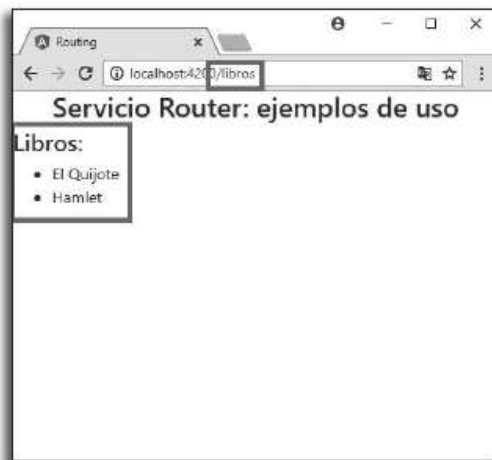 Routing
localhost:4200/libros
Servicio Router: ejemplos de uso
Libros:
El Quijote
Hamlet